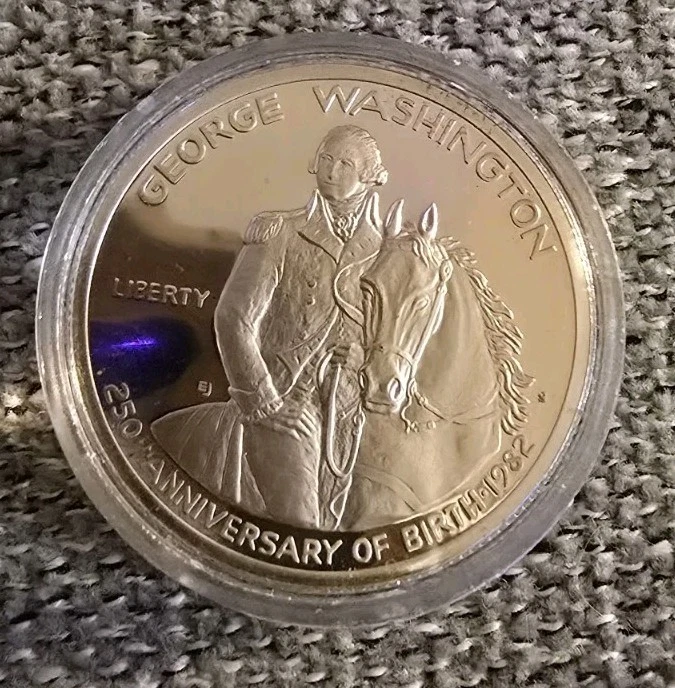 GEORGE WASHINGTON
LIBERTY
EJ
250TH ANNIVERSARY OF BIRTH·1982